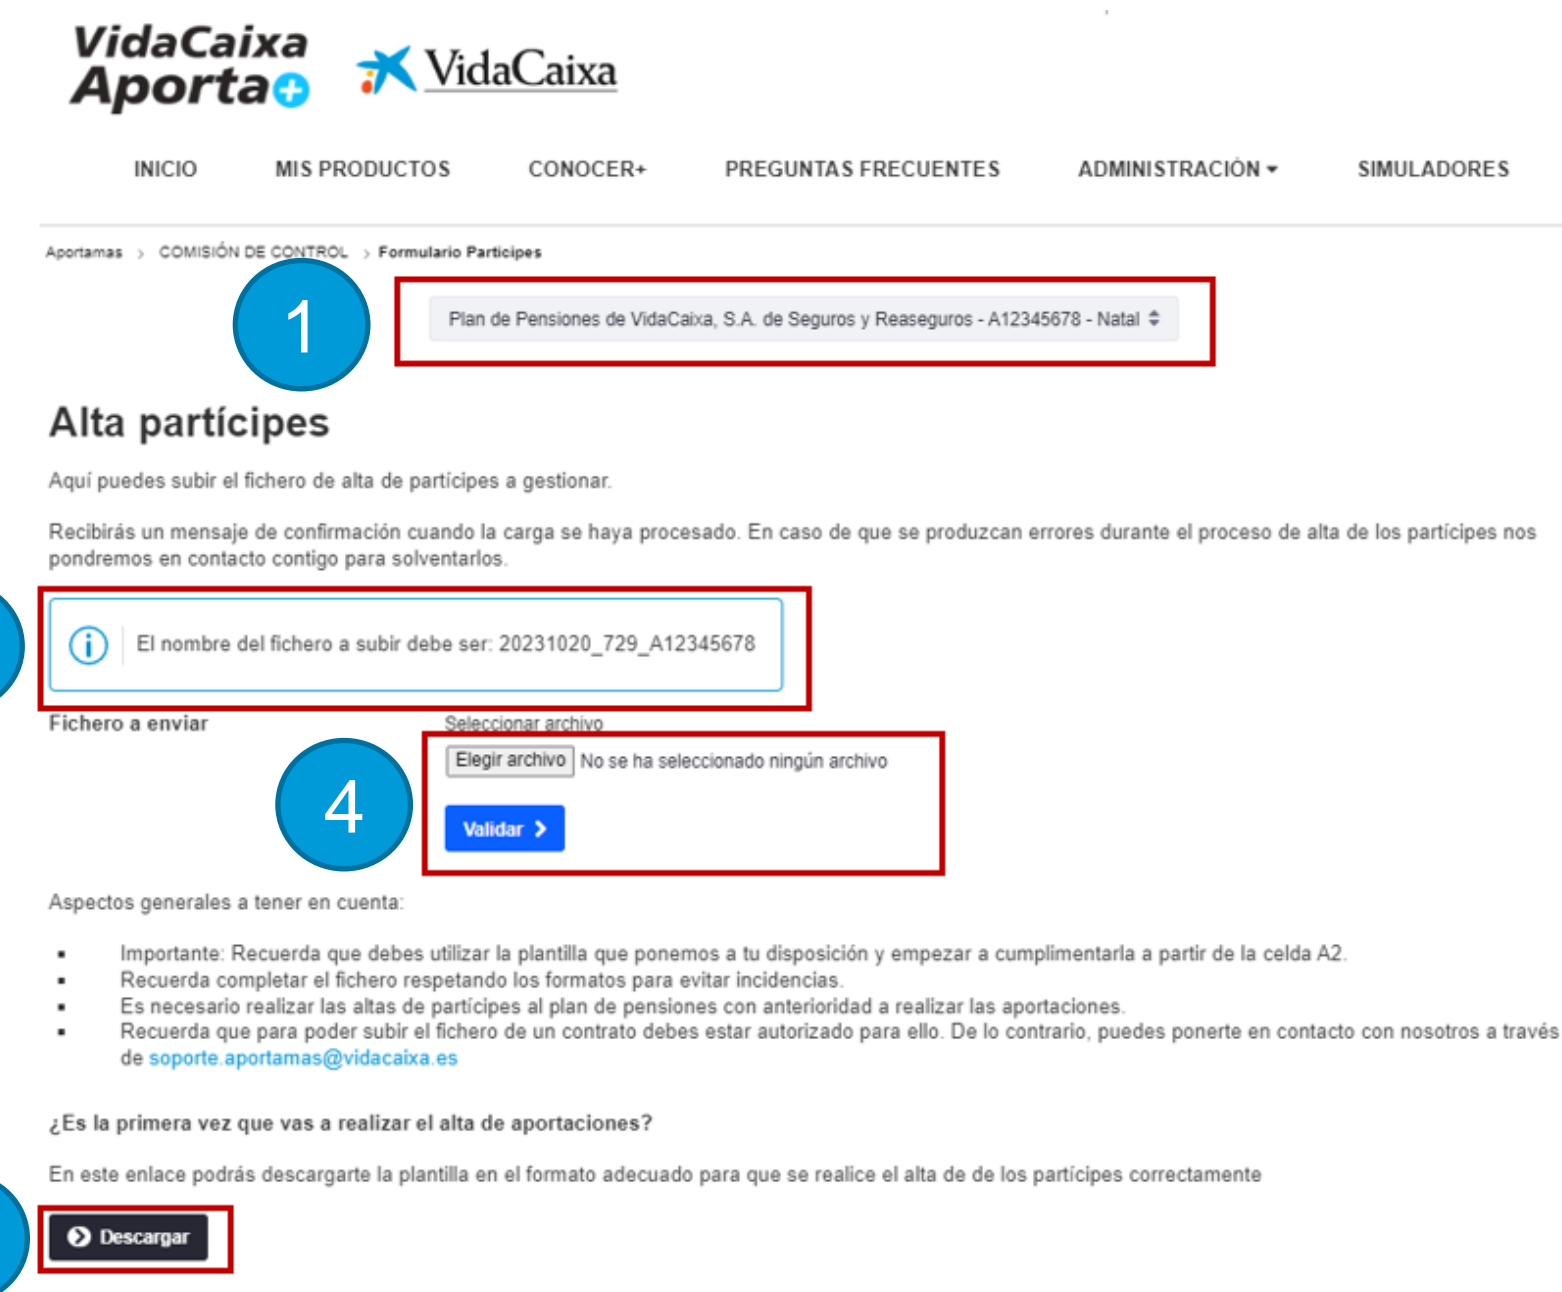 VidaCaixa
Aporta+
VidaCaixa
INICIO MIS PRODUCTOS CONOCER+ PREGUNTAS FRECUENTES ADMINISTRACIÓN SIMULADORES
Aportamas > COMISIÓN DE CONTROL > Formulario Participes
1
Plan de Pensiones de VidaCaixa, S.A. de Seguros y Reaseguros - A12345678 - Natal
Alta partícipes
Aquí puedes subir el fichero de alta de partícipes a gestionar.
Recibirás un mensaje de confirmación cuando la carga se haya procesado. En caso de que se produzcan errores durante el proceso de alta de los partícipes nos
pondremos en contacto contigo para solventarlos.
El nombre del fichero a subir debe ser: 20231020_729_A12345678
Fichero a enviar
Seleccionar archivo
Elegir archivo No se ha seleccionado ningún archivo
4
Validar
Aspectos generales a tener en cuenta:
▪ Importante: Recuerda que debes utilizar la plantilla que ponemos a tu disposición y empezar a cumplimentarla a partir de la celda A2.
▪ Recuerda completar el fichero respetando los formatos para evitar incidencias.
▪ Es necesario realizar las altas de partícipes al plan de pensiones con anterioridad a realizar las aportaciones.
▪ Recuerda que para poder subir el fichero de un contrato debes estar autorizado para ello. De lo contrario, puedes ponerte en contacto con nosotros a través
de soporte.aportamas@vidacaixa.es
¿Es la primera vez que vas a realizar el alta de aportaciones?
En este enlace podrás descargarte la plantilla en el formato adecuado para que se realice el alta de de los partícipes correctamente
Descargar